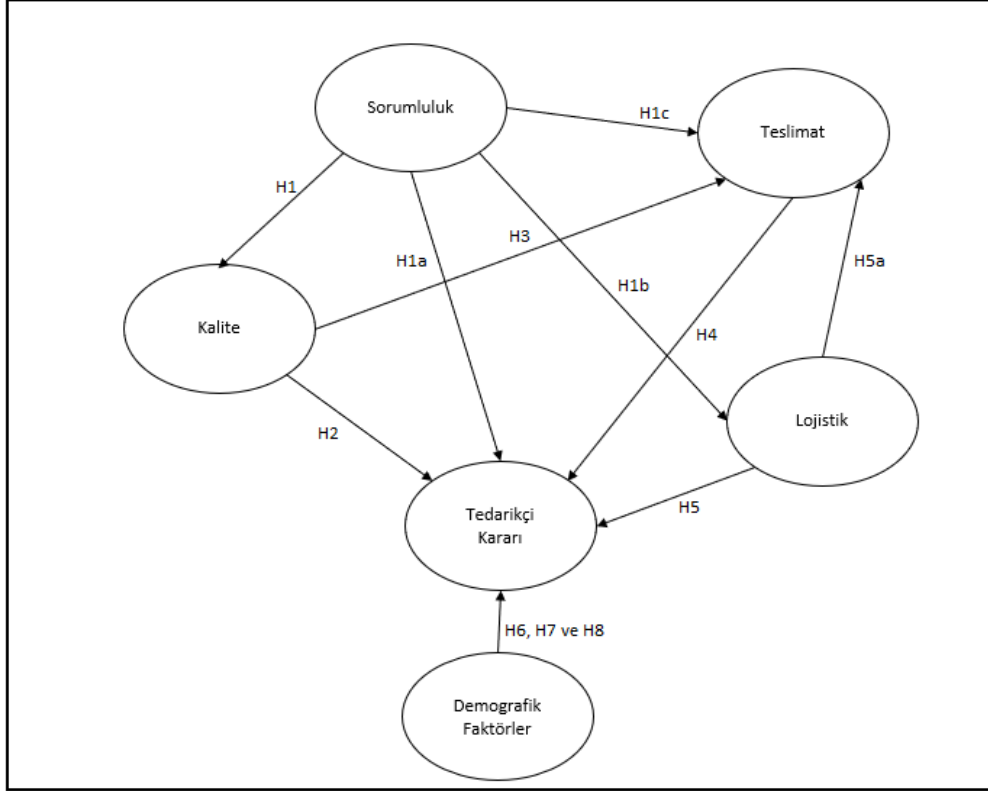 Sorumluluk
Teslimat
H1c
H1
H3
H1a
H5a
H1b
Kalite
H4
Lojistik
H2
H5
Tedarikçi
Kararı
H6, H7 ve H8
Demografik
Faktörler